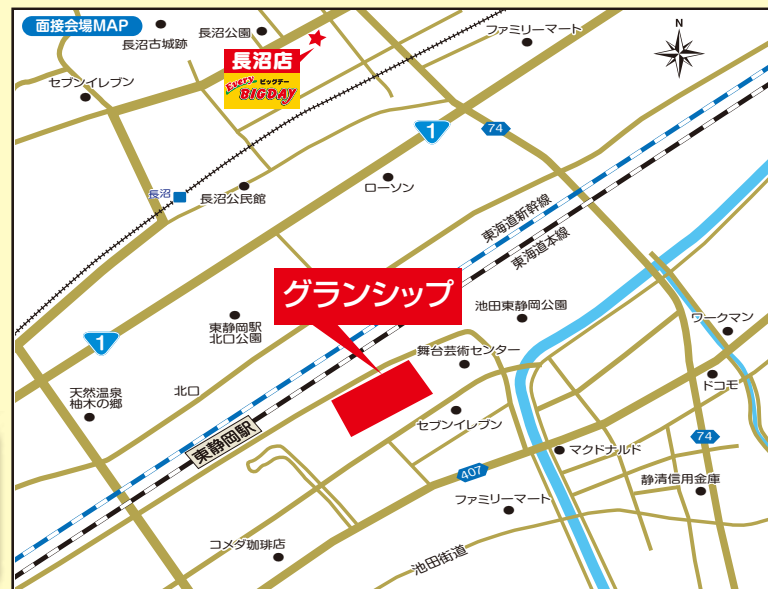 面接会場MAP
長沼古城跡
長沼公園
ファミリーマート
N
長沼店
Every ビッグデー
BIGDAY
セブンイレブン
1
74
長沼
長沼公民館
ローソン
東海道新幹線
東海道本線
グランシップ
池田東静岡公園
東静岡駅
北口公園
1
舞台芸術センター
ワークマン
ドコモ
天然温泉
柚木の郷
北口
セブンイレブン
東静岡駅
74
マクドナルド
407
静清信用金庫
ファミリーマート
コメダ珈琲店
池田街道